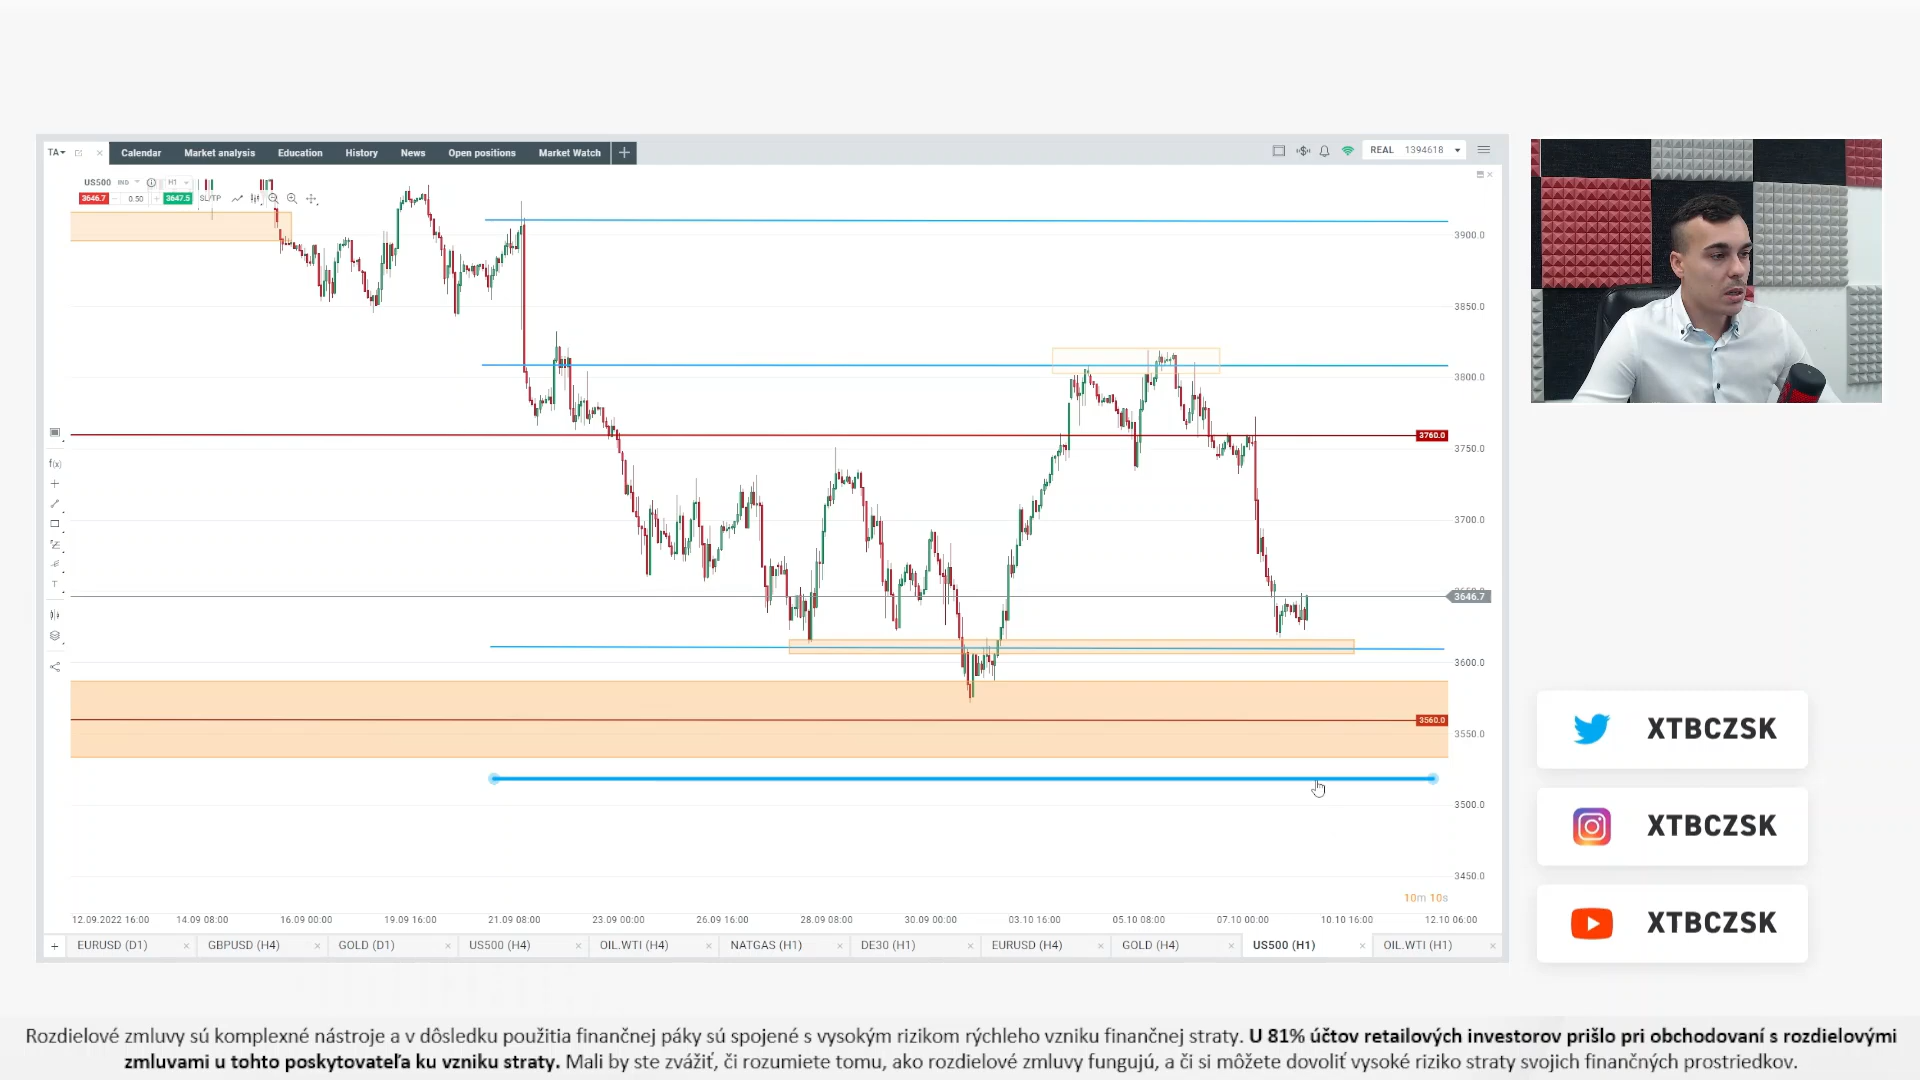 TA
Calendar
Market analysis
Education
History
News
Open positions
Market Watch
REAL 1394618
US500 IND H1
3646.7 0.50 3647.5 SL/TP
3900.0
3850.0
3800.0
3760.0
3750.0
3700.0
3646.7
3600.0
3560.0
3550.0
3500.0
3450.0
f(x)
T
10m 10s
12.09.2022 16:00 14.09 08:00 16.09 00:00 19.09 16:00 21.09 08:00 23.09 00:00 26.09 16:00 28.09 08:00 30.09 00:00 03.10 16:00 05.10 08:00 07.10 00:00 10.10 16:00 12.10 06:00
+ EURUSD (D1) GBPUSD (H4) GOLD (D1) US500 (H4) OIL.WTI (H4) NATGAS (H1) DE30 (H1) EURUSD (H4) GOLD (H4) US500 (H1) OIL.WTI (H1)
XTBCZSK
XTBCZSK
XTBCZSK
Rozdielové zmluvy sú komplexné nástroje a v dôsledku použitia finančnej páky sú spojené s vysokým rizikom rýchleho vzniku finančnej straty. U 81% účtov retailových investorov prišlo pri obchodovaní s rozdielovými
zmluvami u tohto poskytovateľa ku vzniku straty. Mali by ste zvážiť, či rozumiete tomu, ako rozdielové zmluvy fungujú, a či si môžete dovoliť vysoké riziko straty svojich finančných prostriedkov.